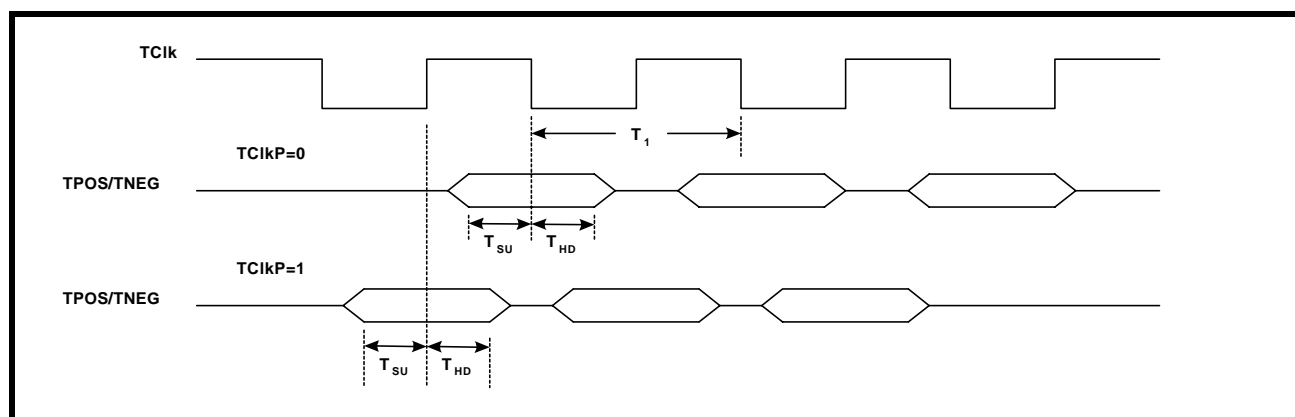 TClk
T1
TClkP=0
TPOS/TNEG
TSU THD
TClkP=1
TPOS/TNEG
TSU THD